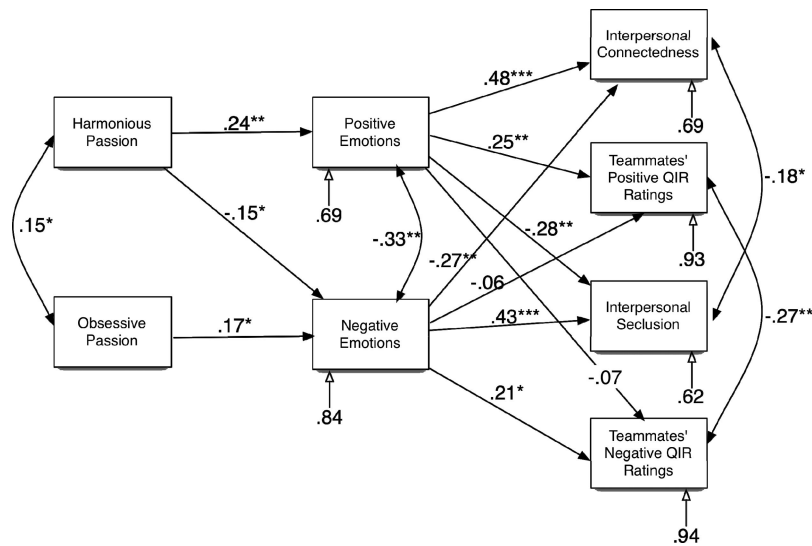 Interpersonal
Connectedness
.48***
.69
Harmonious
Passion
.24**
Positive
Emotions
.25**
Teammates'
Positive QIR
Ratings
-.18*
.69
-.15*
.15*
-.33**
-.28**
-.27**
.93
-.06
Obsessive
Passion
.17*
Negative
Emotions
.43***
Interpersonal
Seclusion
-.27**
-.07
.62
.84
.21*
Teammates'
Negative QIR
Ratings
.94